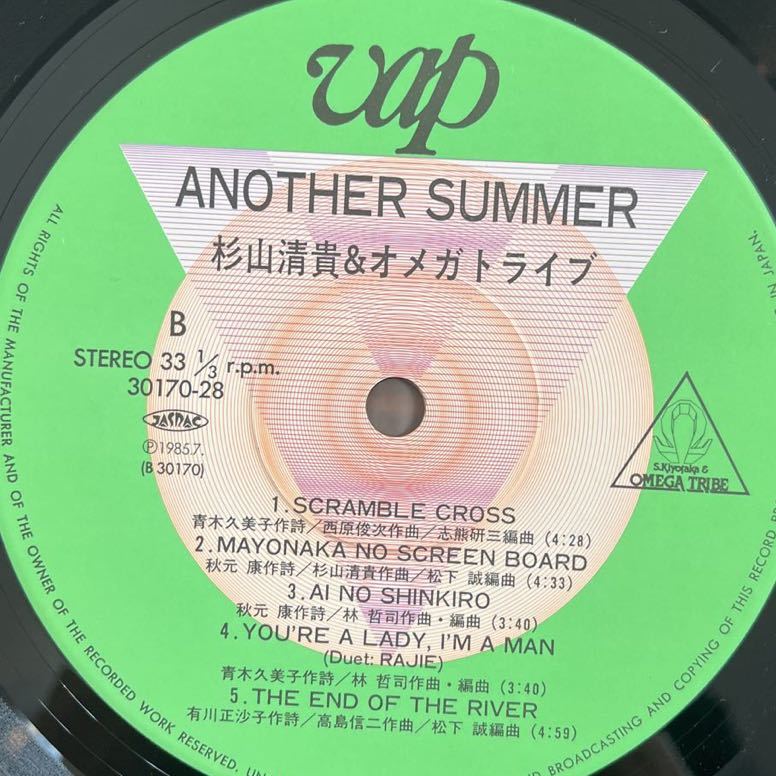 vap
ANOTHER SUMMER
杉山清貴&オメガトライブ
B
STEREO 33 1/3 r.p.m.
30170-28
JASRAC
Ⓟ1985.7.
(B 30170)
S.Kiyotaka &
OMEGA TRIBE
1.SCRAMBLE CROSS
青木久美子作詩/西原俊次作曲/志熊研三編曲 (4:28)
2.MAYONAKA NO SCREEN BOARD
秋元 康作詩/杉山清貴作曲/松下 誠編曲 (4:33)
3.AI NO SHINKIRO
秋元 康作詩/林 哲司作曲・編曲 (3:40)
4.YOU'RE A LADY, I'M A MAN
(Duet: RAJIE)
青木久美子作詩/林 哲司作曲・編曲 (3:40)
5.THE END OF THE RIVER
有川正沙子作詩/高島信二作曲/松下 誠編曲 (4:59)
ALL RIGHTS OF THE MANUFACTURER AND OF THE OWNER OF THE RECORDED WORK RESERVED.
BROADCASTING AND COPYING OF THIS RECORD
IN JAPAN.